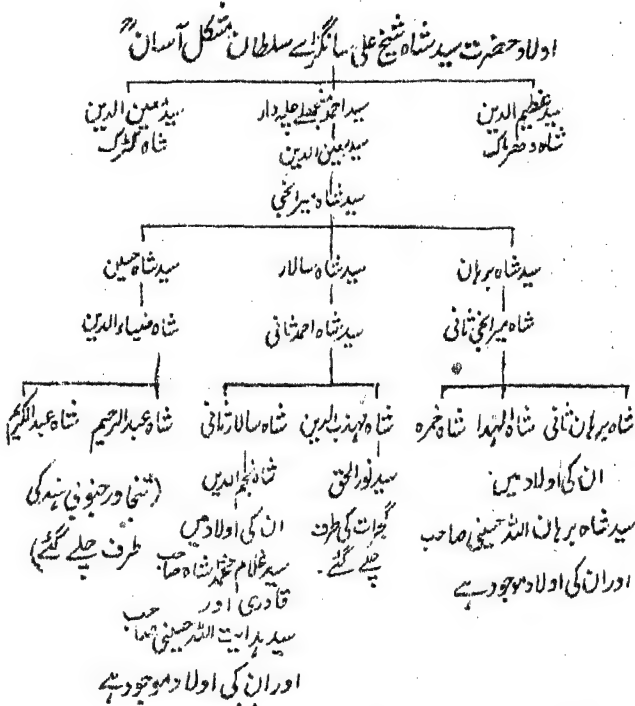 اولاد حضرت سید شاہ شیخ علی سانگڑے سلطان مشکل آسان
سید عظیم الدین سید احمد منجھلے چلہ دار سید معین الدین
شاہ دھڑک سید معین الدین شاہ کڑک
سید شاہ میرانجی
سید شاہ برہان سید شاہ سالار سید شاہ حسین
شاہ میرانجی ثانی سید شاہ احمد ثانی شاہ ضیاء الدین
شاہ برہان ثانی شاہ الہدا شاہ حمزہ شاہ مہذب الدین شاہ سالار ثانی شاہ عبدالرحیم شاہ عبدالکریم
ان کی اولاد میں
سید شاہ برہان اللہ حسینی صاحب
اور ان کی اولاد موجود ہے
سید نور الحق
گجرات کی طرف
چلے گئے۔
شاہ نجم الدین
ان کی اولاد میں
سید غلام محمد شاہ صاحب
قادری اور
سید ہدایت اللہ حسینی صاحب
اور ان کی اولاد موجود ہے
(تنجاور جنوبی ہند کی
طرف چلے گئے)